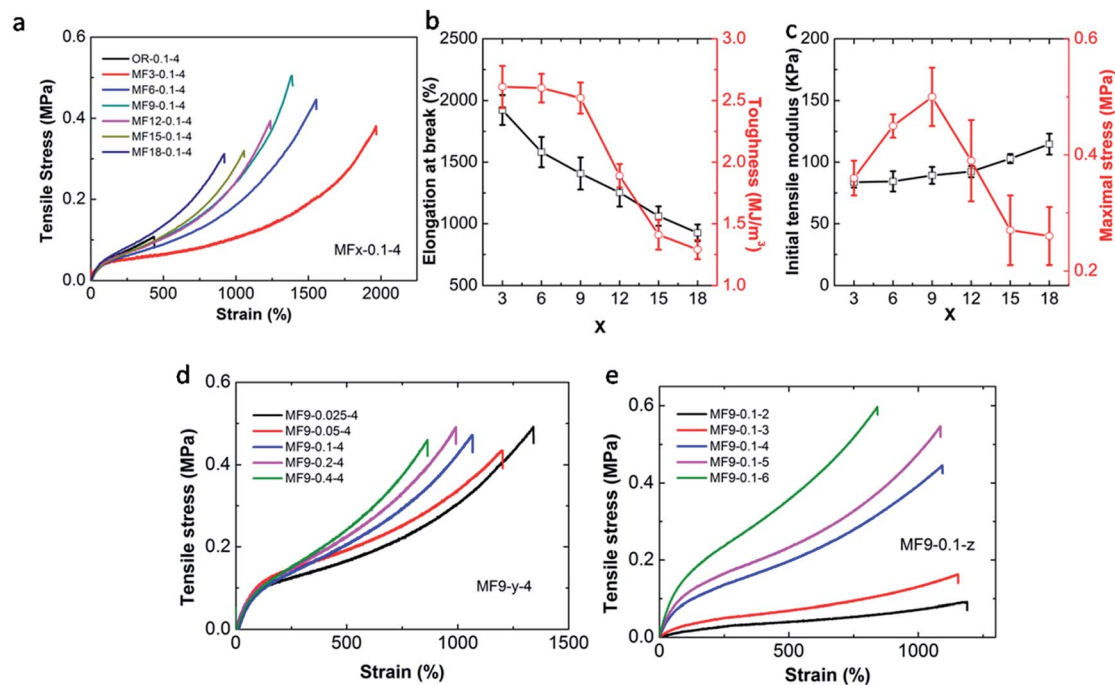 a
0.6
0.4
0.2
0.0
Tensile Stress (MPa)
OR-0.1-4
MF3-0.1-4
MF6-0.1-4
MF9-0.1-4
MF12-0.1-4
MF15-0.1-4
MF18-0.1-4
MFx-0.1-4
0 500 1000 1500 2000
Strain (%)
b
2500
2000
1500
1000
500
Elongation at break (%)
3.0
2.5
2.0
1.5
1.0
Toughness (MJ/m³)
3 6 9 12 15 18
X
c
200
150
100
50
0
Initial tensile modulus (KPa)
0.6
0.4
0.2
Maximal stress (MPa)
3 6 9 12 15 18
X
d
0.6
0.4
0.2
0.0
Tensile stress (MPa)
MF9-0.025-4
MF9-0.05-4
MF9-0.1-4
MF9-0.2-4
MF9-0.4-4
MF9-y-4
0 500 1000 1500
Strain (%)
e
0.6
0.4
0.2
0.0
Tensile stress (MPa)
MF9-0.1-2
MF9-0.1-3
MF9-0.1-4
MF9-0.1-5
MF9-0.1-6
MF9-0.1-z
0 500 1000
Strain (%)